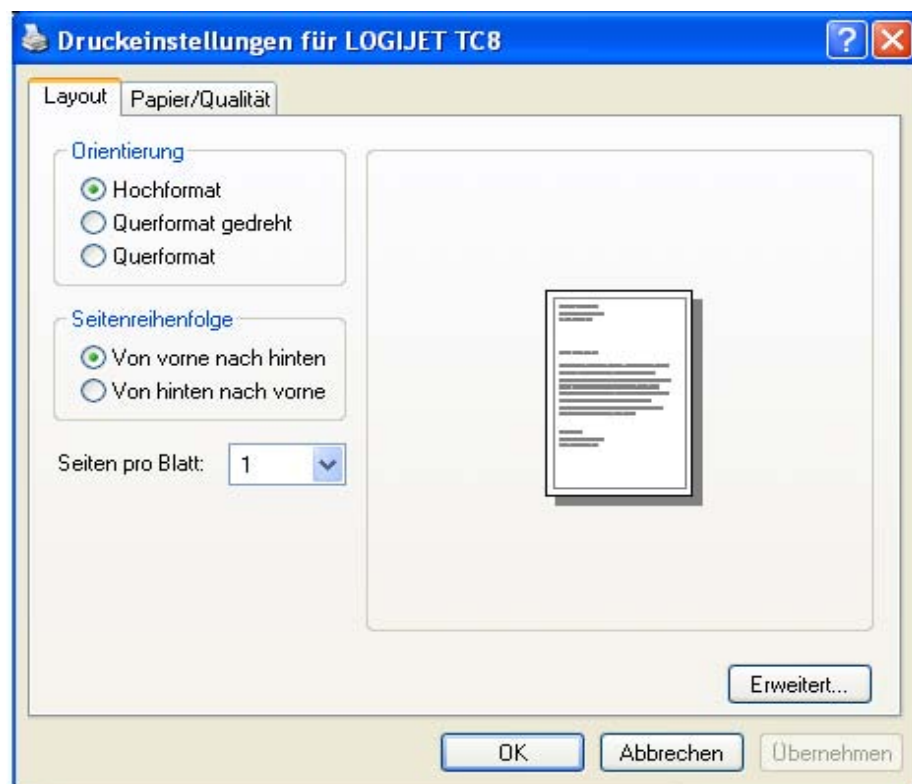 Druckeinstellungen für LOGIJET TC8
Layout
Papier/Qualität
Orientierung
Hochformat
Querformat gedreht
Querformat
Seitenreihenfolge
Von vorne nach hinten
Von hinten nach vorne
Seiten pro Blatt: 1
Erweitert...
OK
Abbrechen
Übernehmen